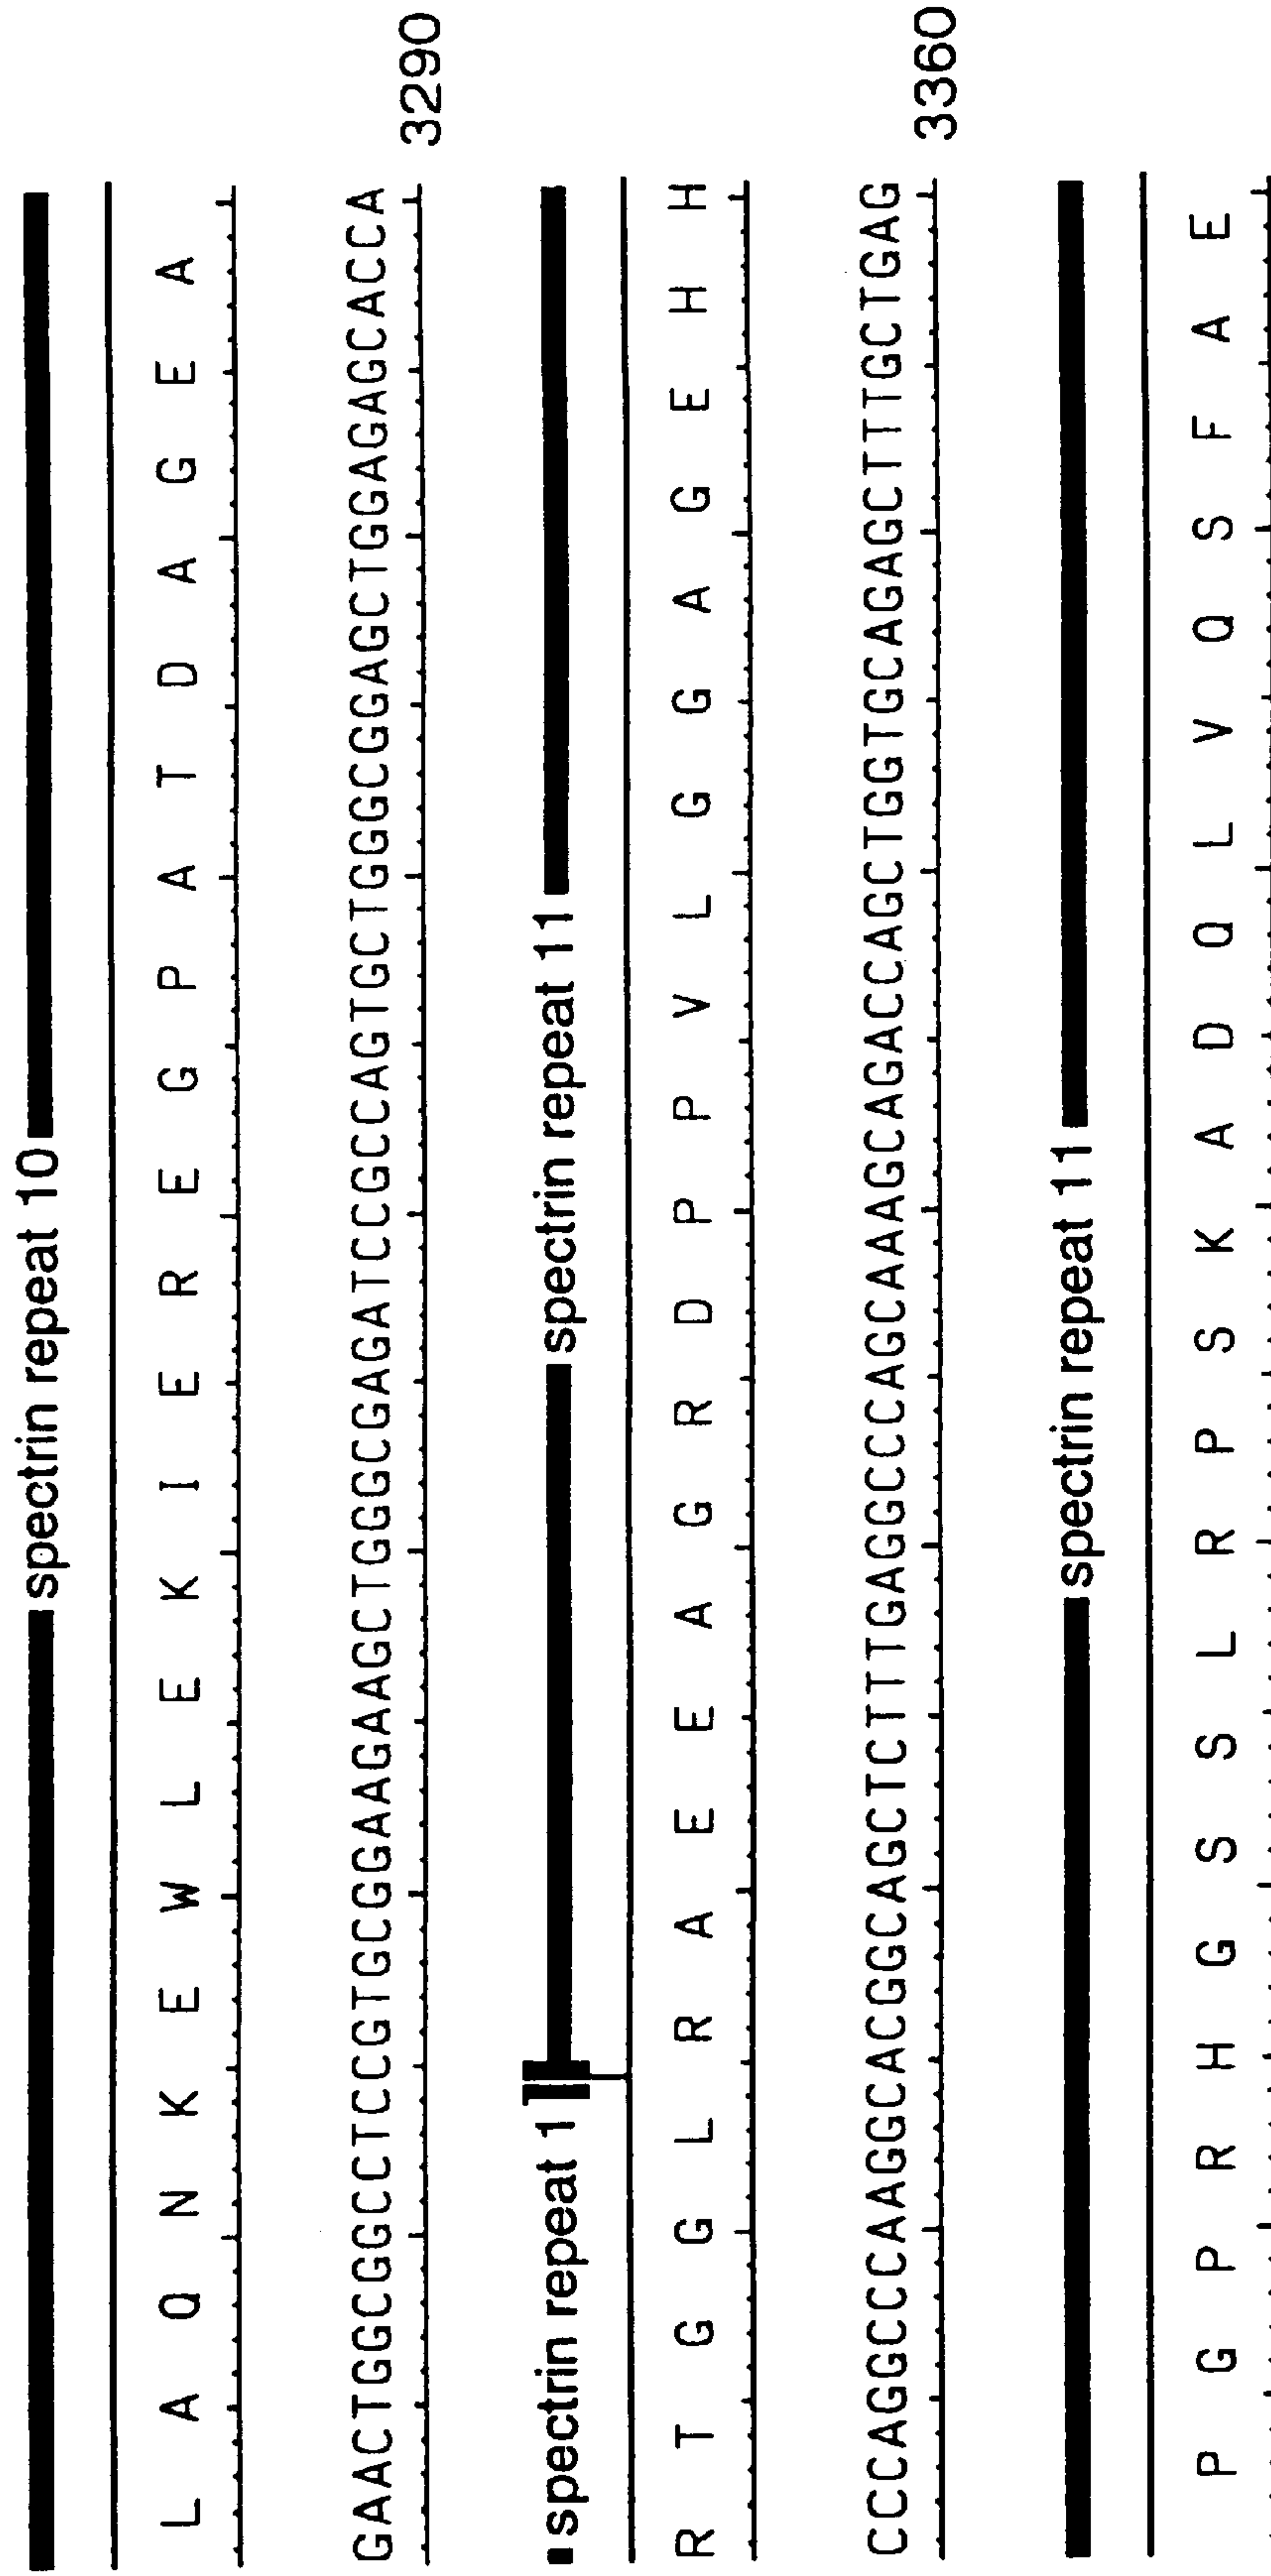 spectrin repeat 10
L A Q N K E W L E K I E R E G P A T D A G E A
GAACTGGCGGCCTCCGTGCGGAAGAAGCTGGGCGAGATCCGCCAGTGCTGGGCGGAGCTGGAGAGCACCA 3290
spectrin repeat 1 spectrin repeat 11
R T G G L R A E E A G R D P P V L G G A G E H H
CCCAGGCCCAAGGCACGGCAGCTCTTTGAGGCCCAGCAAAGCAGACCAGCTGGTGCAGAGCTTTGCTGAG 3360
spectrin repeat 11
P G P R H G S S L R P S K A D Q L V Q S F A E